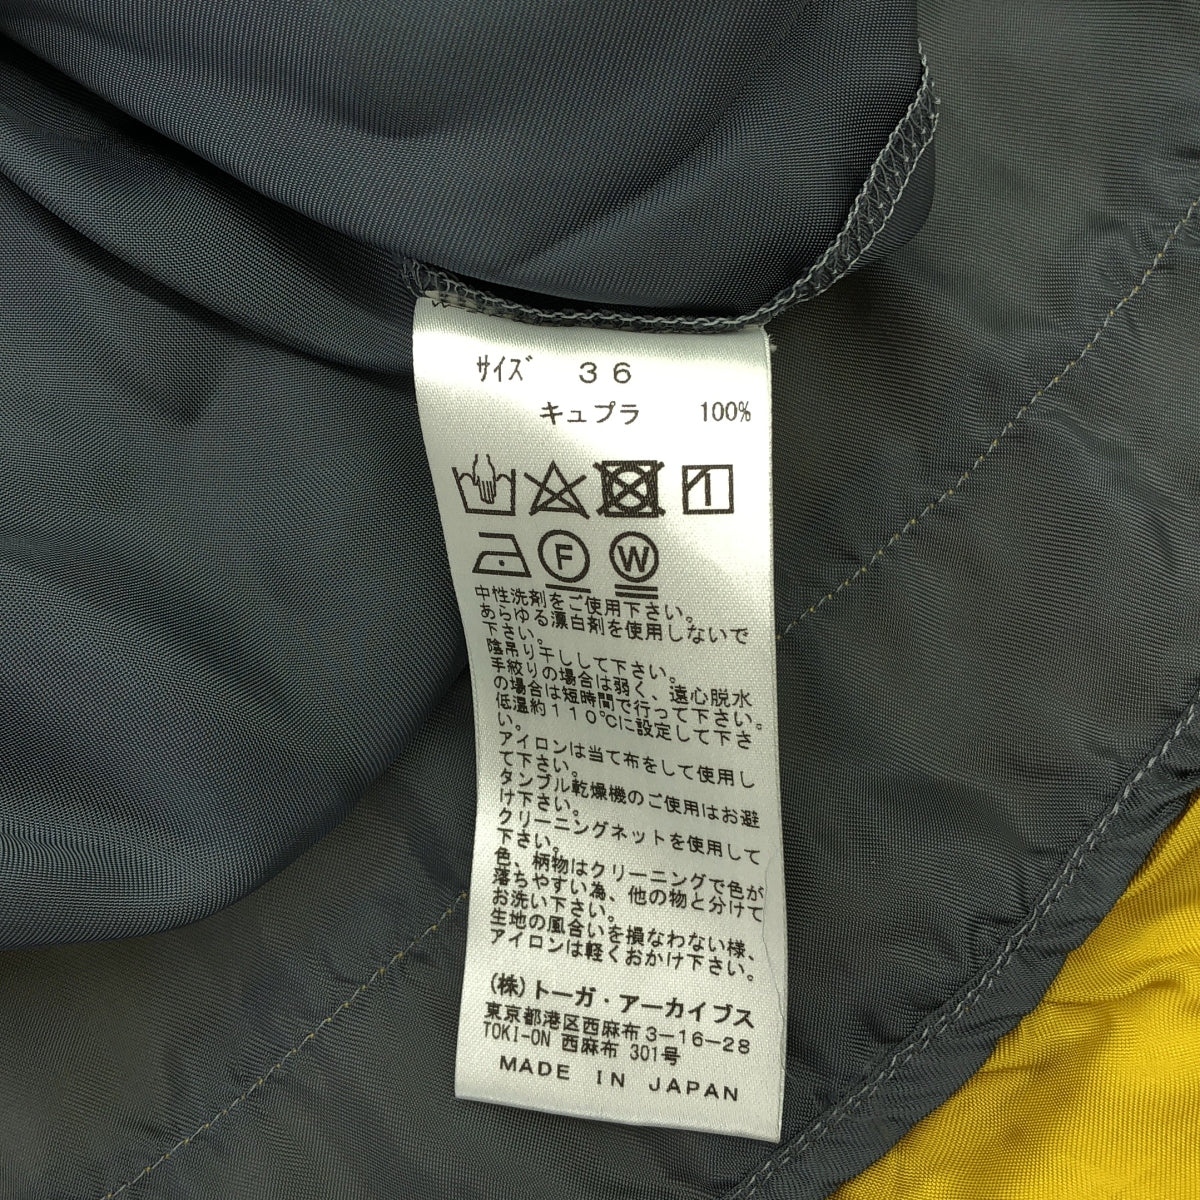 サイズ 36
キュプラ 100%
F W
中性洗剤をご使用下さい。
あらゆる漂白剤を使用しないで
下さい。
陰吊り干しして下さい。
手絞りの場合は弱く、遠心脱水
の場合は短時間で行って下さい。
低温約110℃に設定して下さ
い。
アイロンは当て布をして使用し
て下さい。
タンブル乾燥機のご使用はお避
け下さい。
クリーニングネットを使用して
下さい。
色、柄物はクリーニングで色が
落ちやすい為、他の物と分けて
お洗い下さい。
生地の風合いを損なわない様、
アイロンは軽くおかけ下さい。
(株)トーガ・アーカイブス
東京都港区西麻布3-16-28
TOKI-ON 西麻布 301号
MADE IN JAPAN